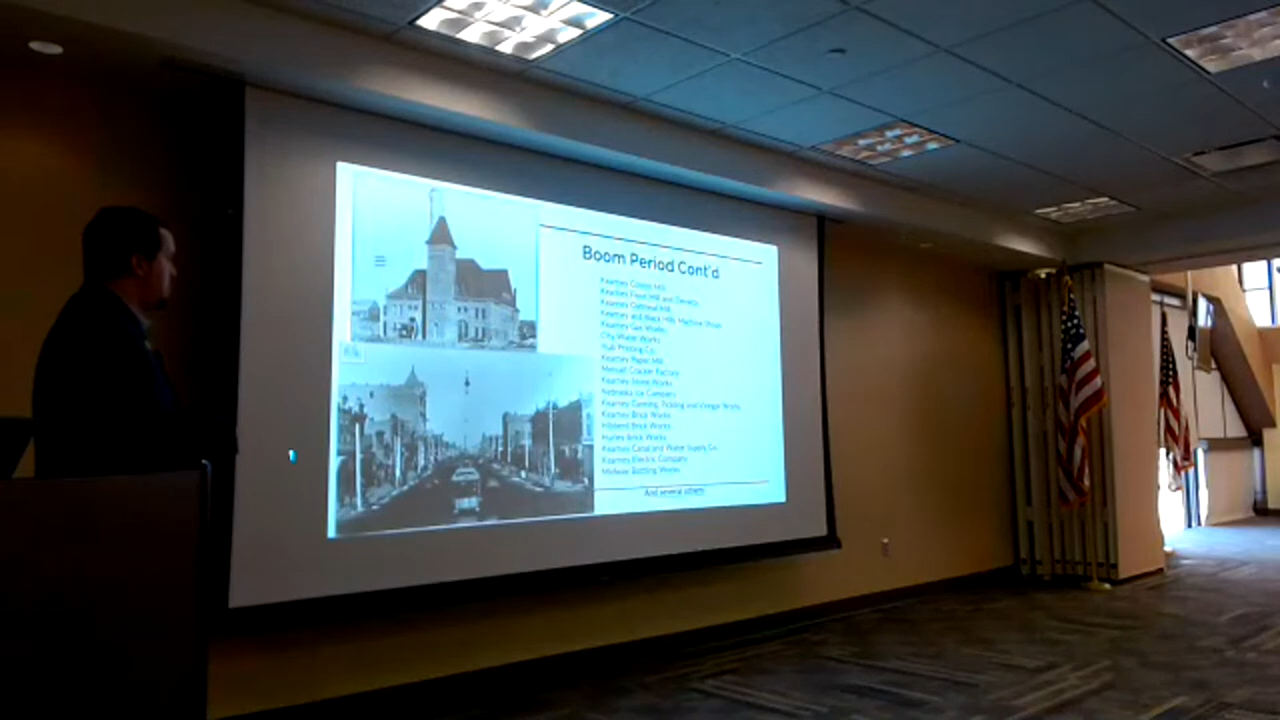 Boom Period Cont'd
Kearney Cotton Mill
Kearney Flour Mill and Elevator
Kearney Oatmeal Mill
Kearney and Black Hills Machine Shops
Kearney Gas Works
City Water Works
Hub Printing Co.
Kearney Paper Mill
Cracker Factory
Kearney Works
Nebraska Ice Company
Kearney Canning, Pickling and Vinegar Works
Kearney Brick Works
Hibberd Brick Works
Hurley Brick Works
Kearney Canal and Water Supply Co.
Kearney Electric Company
Midway Bottling Works
And several others